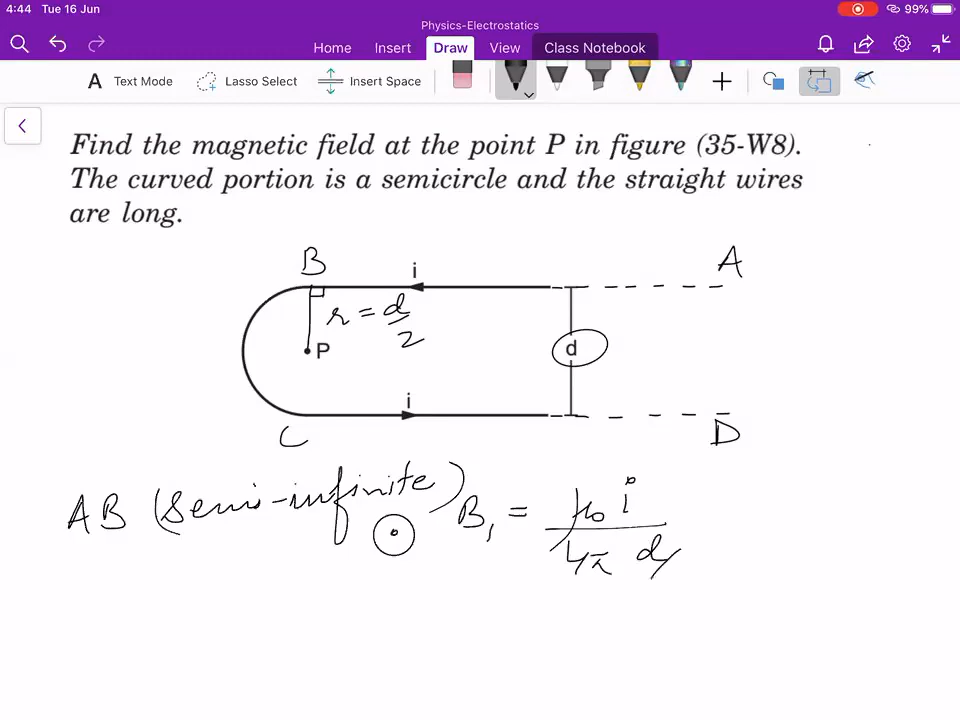 4:44 Tue 16 Jun 99%
Physics-Electrostatics
Home Insert Draw View Class Notebook
A Text Mode Lasso Select Insert Space
Find the magnetic field at the point P in figure (35-W8).
The curved portion is a semicircle and the straight wires
are long.
B i A
r = d/2
P d
i
C D
AB (Semi-infinite) B₁ = μ₀ i / 4π d/